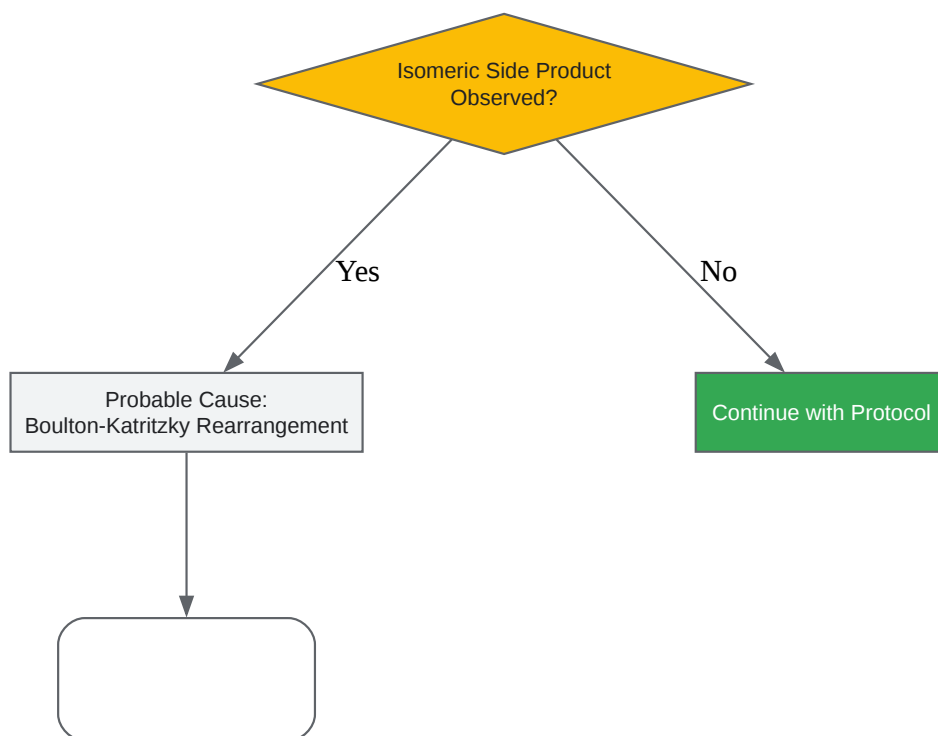 Isomeric Side Product
Observed?
Yes
No
Probable Cause:
Boulton-Katritzky Rearrangement
Continue with Protocol